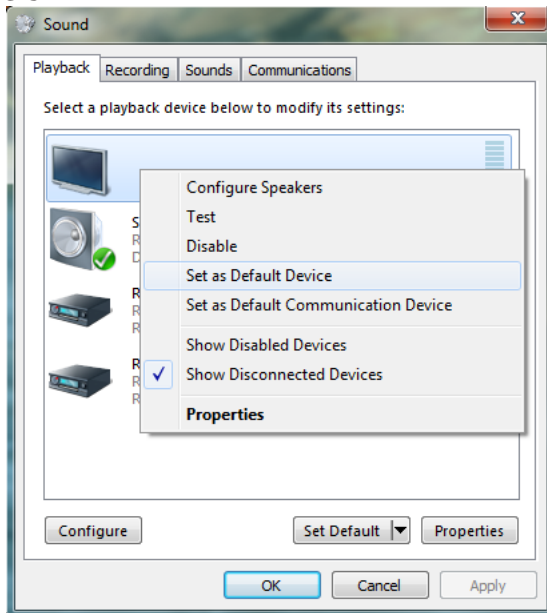 Sound
Playback Recording Sounds Communications
Select a playback device below to modify its settings:
Configure Speakers
Test
S
R
Disable
D
Set as Default Device
R
Set as Default Communication Device
R
R
Show Disabled Devices
R
Show Disconnected Devices
R
R
Properties
Configure Set Default Properties
OK Cancel Apply